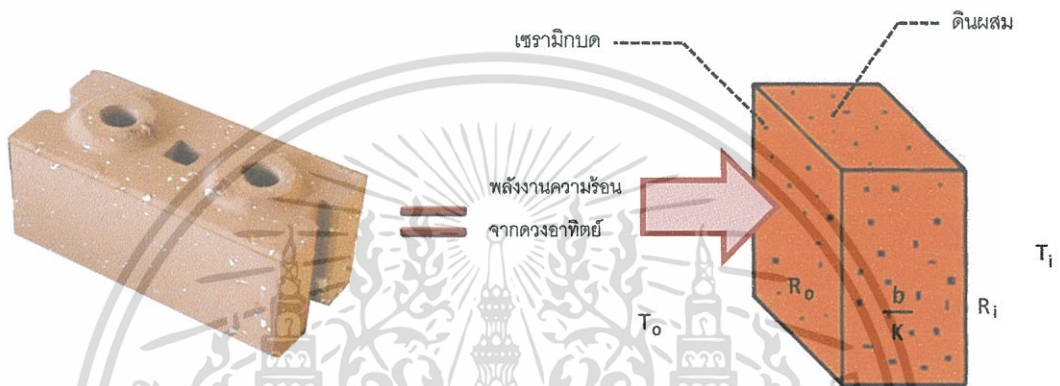 ดินผสม
เซรามิกบด
พลังงานความร้อน
จากดวงอาทิตย์
T_o
R_o
b
K
R_i
T_i